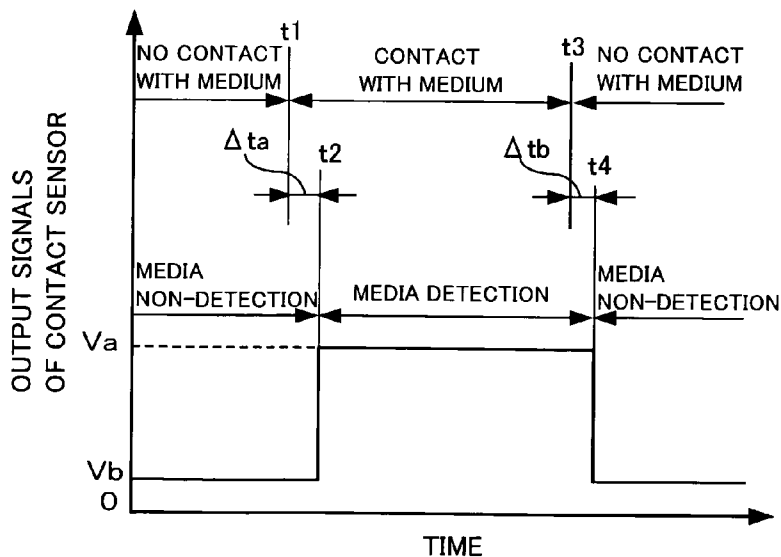 t1
t3
NO CONTACT
WITH MEDIUM
CONTACT
WITH MEDIUM
NO CONTACT
WITH MEDIUM
Δta
t2
Δtb
t4
OUTPUT SIGNALS
OF CONTACT SENSOR
MEDIA
NON-DETECTION
MEDIA DETECTION
MEDIA
NON-DETECTION
Va
Vb
0
TIME